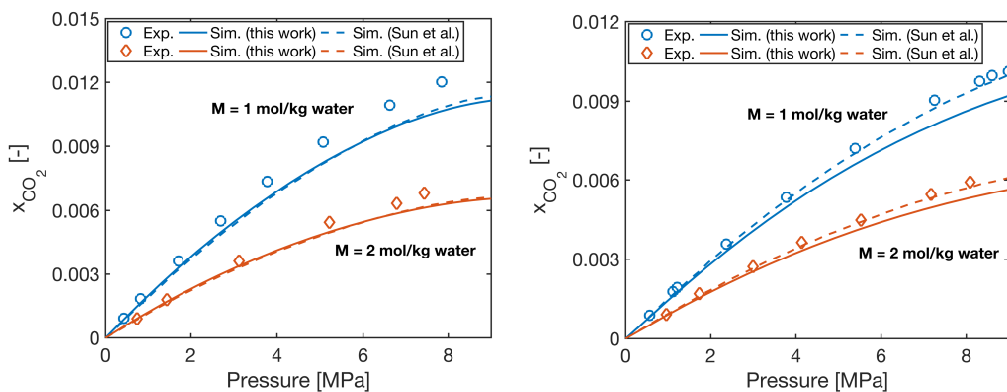 0.015
0.012
0.009
0.006
0.003
0
Exp. Sim. (this work) Sim. (Sun et al.)
Exp. Sim. (this work) Sim. (Sun et al.)
M = 1 mol/kg water
M = 2 mol/kg water
xCO2 [-]
0 2 4 6 8
Pressure [MPa]
0.012
0.009
0.006
0.003
0
Exp. Sim. (this work) Sim. (Sun et al.)
Exp. Sim. (this work) Sim. (Sun et al.)
M = 1 mol/kg water
M = 2 mol/kg water
xCO2 [-]
0 2 4 6 8
Pressure [MPa]